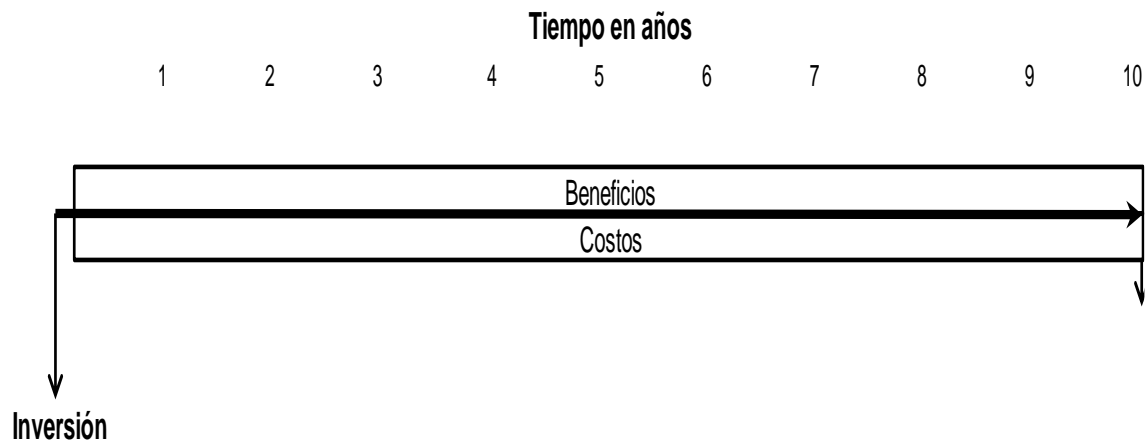 Tiempo en años
1 2 3 4 5 6 7 8 9 10
Beneficios
Costos
Inversión